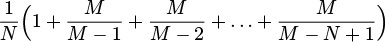 \frac{1}{N}\Big(1 + \frac{M}{M-1} + \frac{M}{M-2} + \ldots + \frac{M}{M-N+1}\Big)